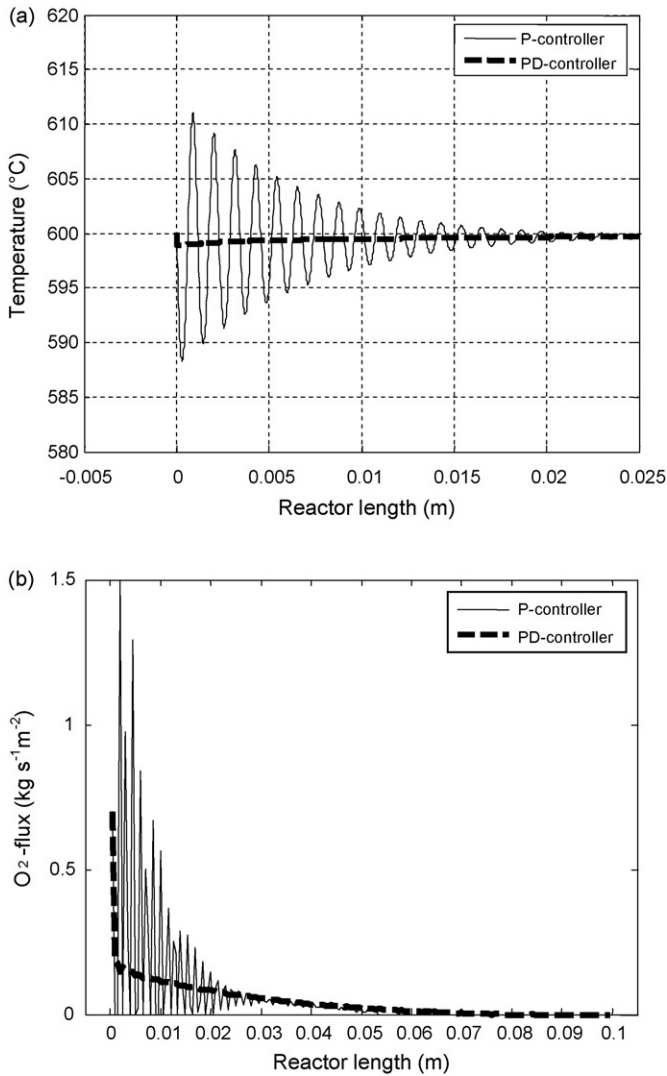 (a)
620
615
610
605
600
595
590
585
580
Temperature (°C)
P-controller
PD-controller
-0.005 0 0.005 0.01 0.015 0.02 0.025
Reactor length (m)
(b)
1.5
1
0.5
0
O2-flux (kg s-1m-2)
P-controller
PD-controller
0 0.01 0.02 0.03 0.04 0.05 0.06 0.07 0.08 0.09 0.1
Reactor length (m)